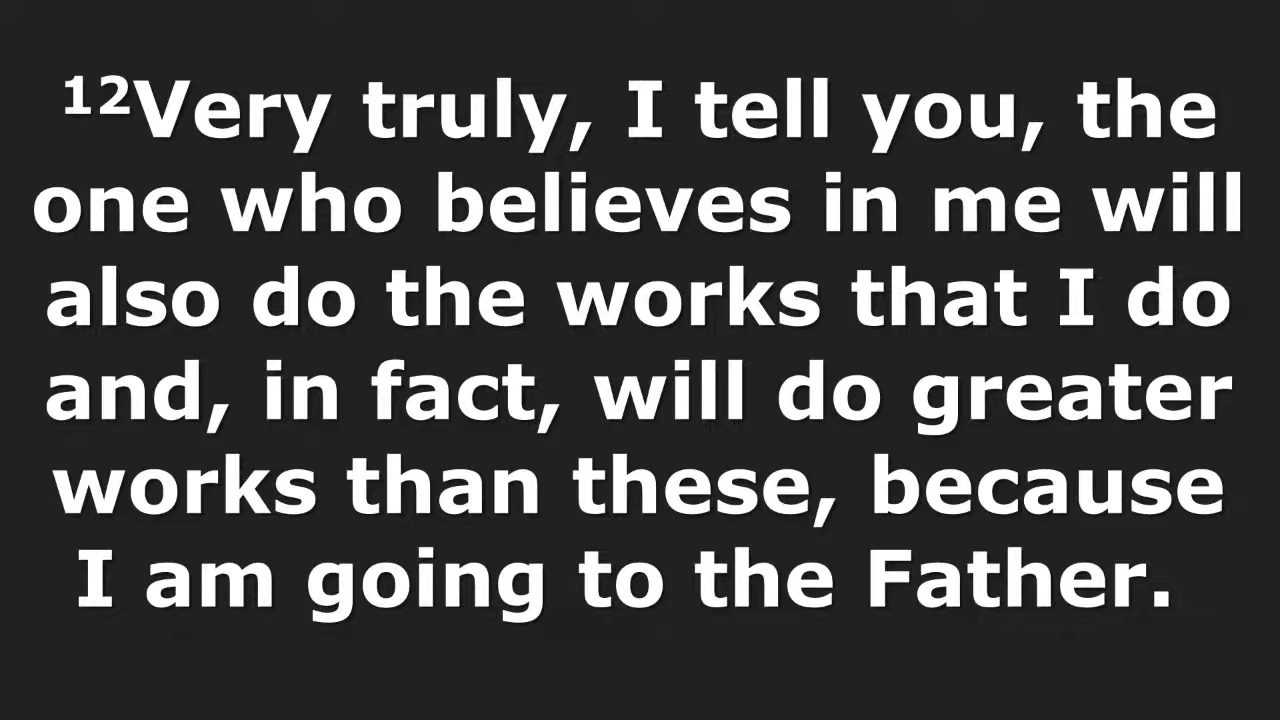 ¹²Very truly, I tell you, the
one who believes in me will
also do the works that I do
and, in fact, will do greater
works than these, because
I am going to the Father.